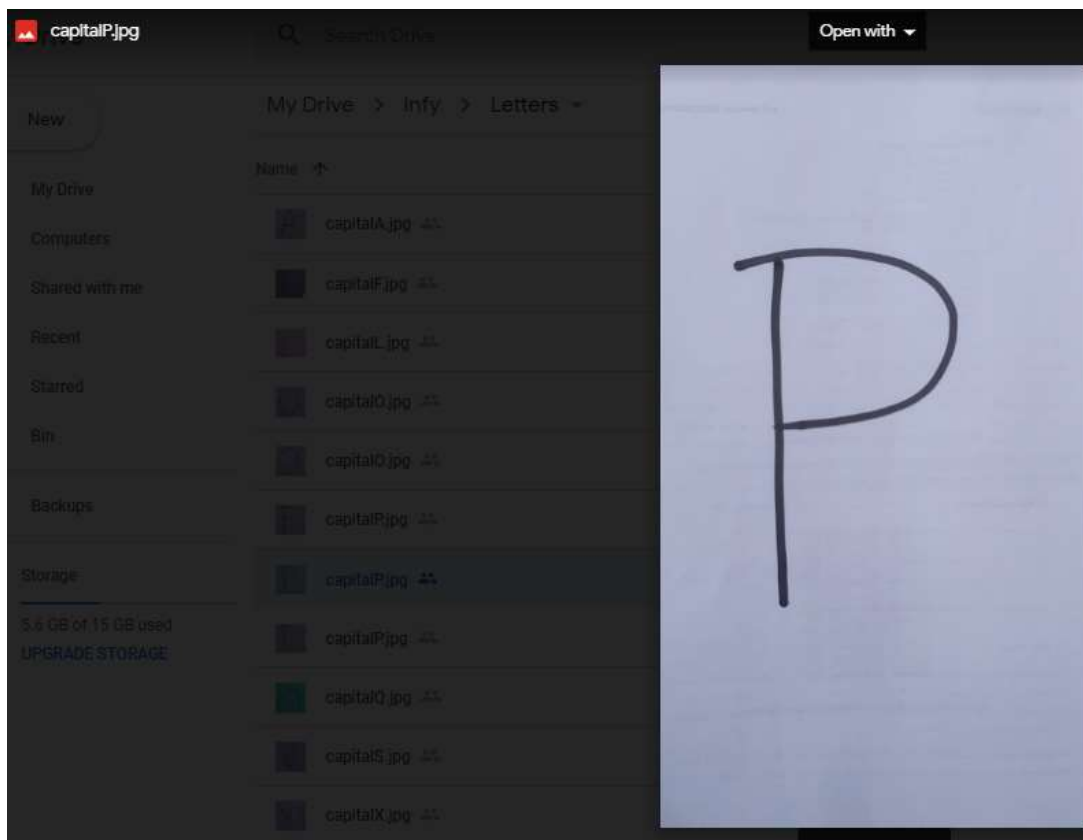 capitalP.jpg
Search Drive
Open with
New
My Drive > Infy. > Letters
Name
My Drive
Computers
Shared with me
Recent
Starred
Bin
Backups
Storage
5.6 GB of 15 GB used
UPGRADE STORAGE
capitalA.jpg
capitalF.jpg
capitalL.jpg
capitalO.jpg
capitalO.jpg
capitalP.jpg
capitalP.jpg
capitalP.jpg
capitalQ.jpg
capitalS.jpg
capitalX.jpg
P